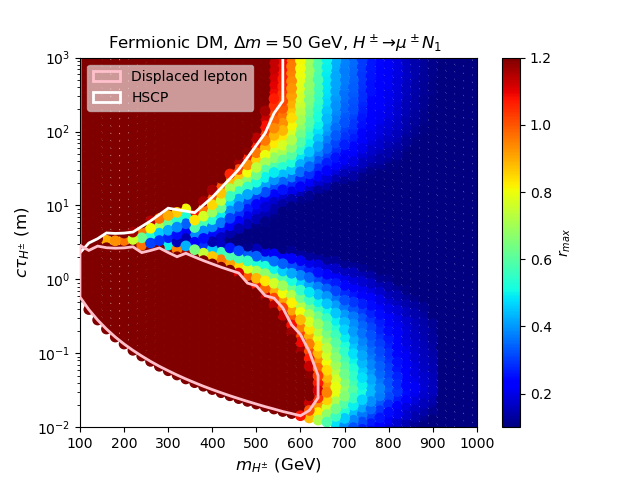 Fermionic DM, Δm = 50 GeV, H^± → μ^± N_1
Displaced lepton
HSCP
cτ_{H^±} (m)
10^3
10^2
10^1
10^0
10^{-1}
10^{-2}
100 200 300 400 500 600 700 800 900 1000
m_{H^±} (GeV)
1.2
1.0
0.8
0.6
0.4
0.2
r_{max}